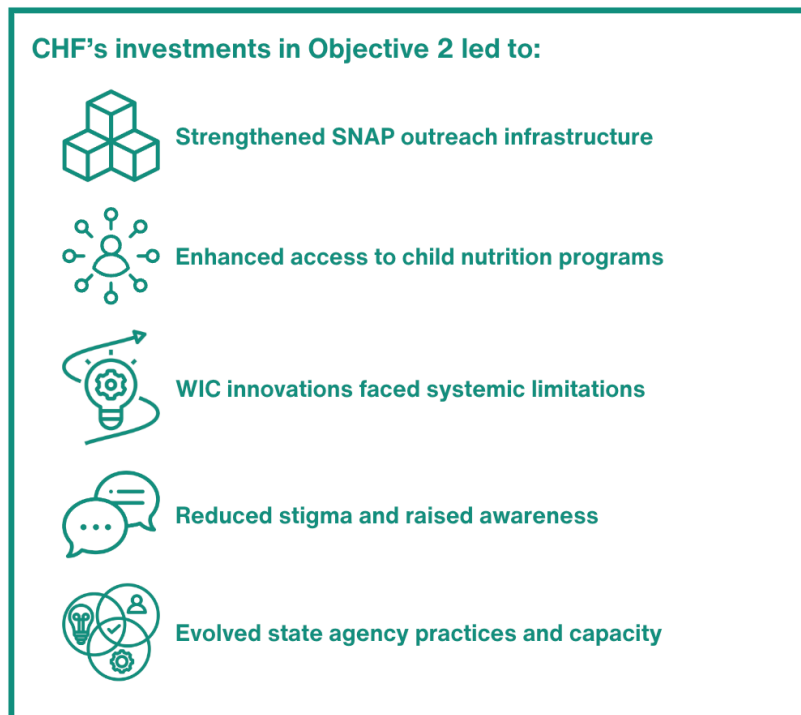 CHF's investments in Objective 2 led to:
Strengthened SNAP outreach infrastructure
Enhanced access to child nutrition programs
WIC innovations faced systemic limitations
Reduced stigma and raised awareness
Evolved state agency practices and capacity